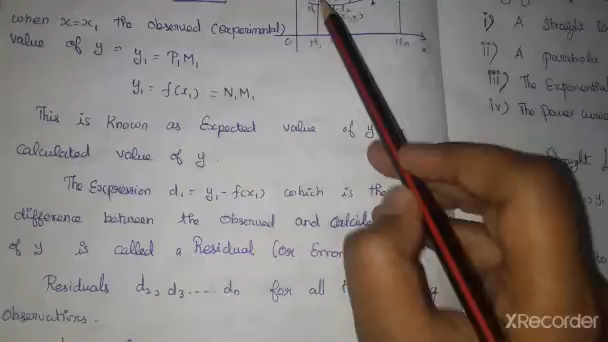 when x=x₁ the observed (experimental)
value of y = y₁ = P₁M₁
y₁ = f(x₁) = N₁M₁
This is known as Expected value of y
calculated value of y.
The Expression d₁ = y₁ - f(x₁) which is the
difference between the observed and
of y is called a Residual (or Error
Residuals d₂, d₃ .... dₙ for all
observations.
O x
i) A Straight
ii) A parabola
iii) The Exponential
iv) The Power
XRecorder